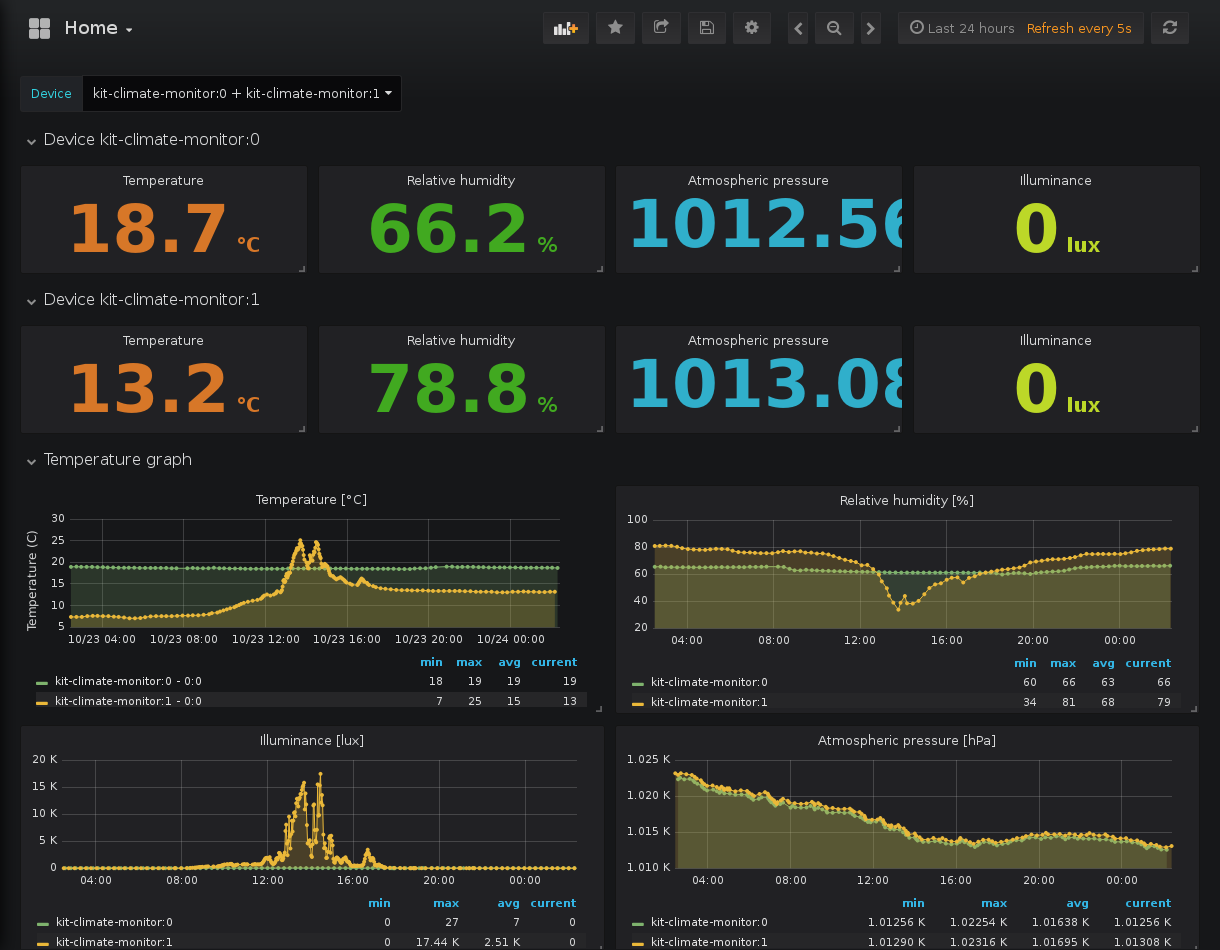 Home
Last 24 hours Refresh every 5s
Device kit-climate-monitor:0 + kit-climate-monitor:1
Device kit-climate-monitor:0
Temperature Relative humidity Atmospheric pressure Illuminance
18.7 °C 66.2 % 1012.56 0 lux
Device kit-climate-monitor:1
Temperature Relative humidity Atmospheric pressure Illuminance
13.2 °C 78.8 % 1013.08 0 lux
Temperature graph
Temperature [°C]
Temperature (C)
30
25
20
15
10
5
10/23 04:00 10/23 08:00 10/23 12:00 10/23 16:00 10/23 20:00 10/24 00:00
min max avg current
kit-climate-monitor:0 - 0:0 18 19 19 19
kit-climate-monitor:1 - 0:0 7 25 15 13
Relative humidity [%]
100
80
60
40
20
04:00 08:00 12:00 16:00 20:00 00:00
min max avg current
kit-climate-monitor:0 60 66 63 66
kit-climate-monitor:1 34 81 68 79
Illuminance [lux]
20 K
15 K
10 K
5 K
0
04:00 08:00 12:00 16:00 20:00 00:00
min max avg current
kit-climate-monitor:0 0 27 7 0
kit-climate-monitor:1 0 17.44 K 2.51 K 0
Atmospheric pressure [hPa]
1.025 K
1.020 K
1.015 K
1.010 K
04:00 08:00 12:00 16:00 20:00 00:00
min max avg current
kit-climate-monitor:0 1.01256 K 1.02254 K 1.01638 K 1.01256 K
kit-climate-monitor:1 1.01290 K 1.02316 K 1.01695 K 1.01308 K